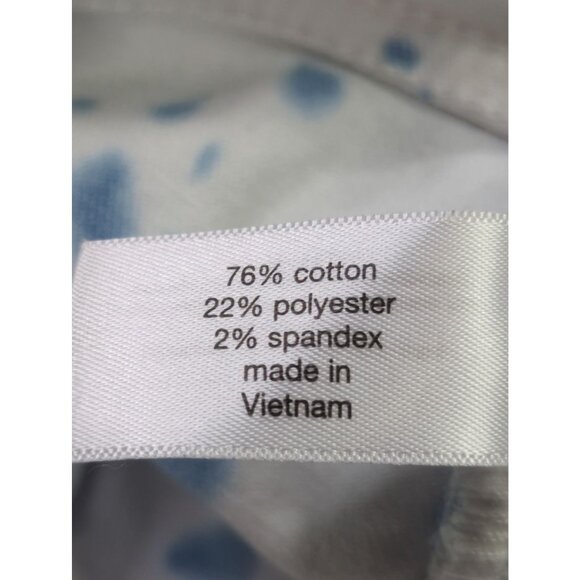 76% cotton
22% polyester
2% spandex
made in
Vietnam